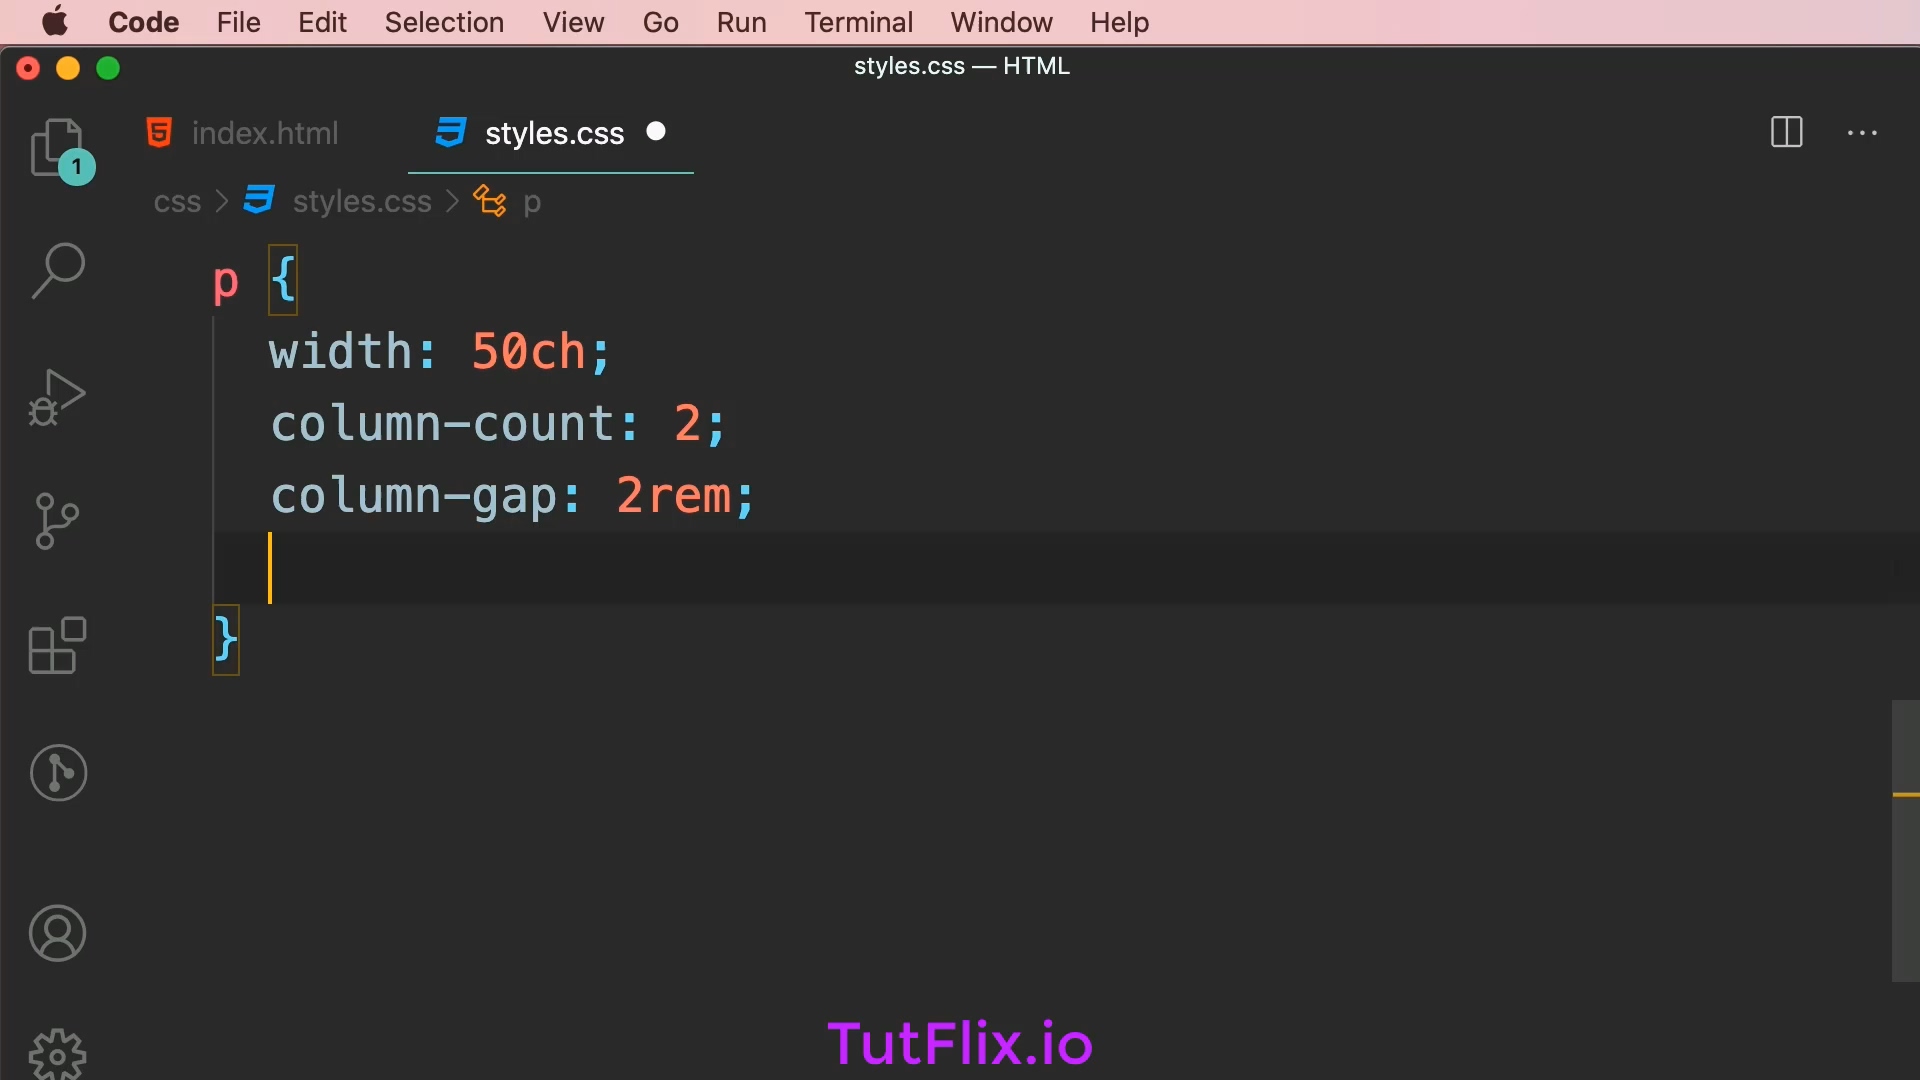 Code File Edit Selection View Go Run Terminal Window Help
styles.css — HTML
index.html styles.css
1
css > styles.css > p
p {
width: 50ch;
column-count: 2;
column-gap: 2rem;
}
TutFlix.io